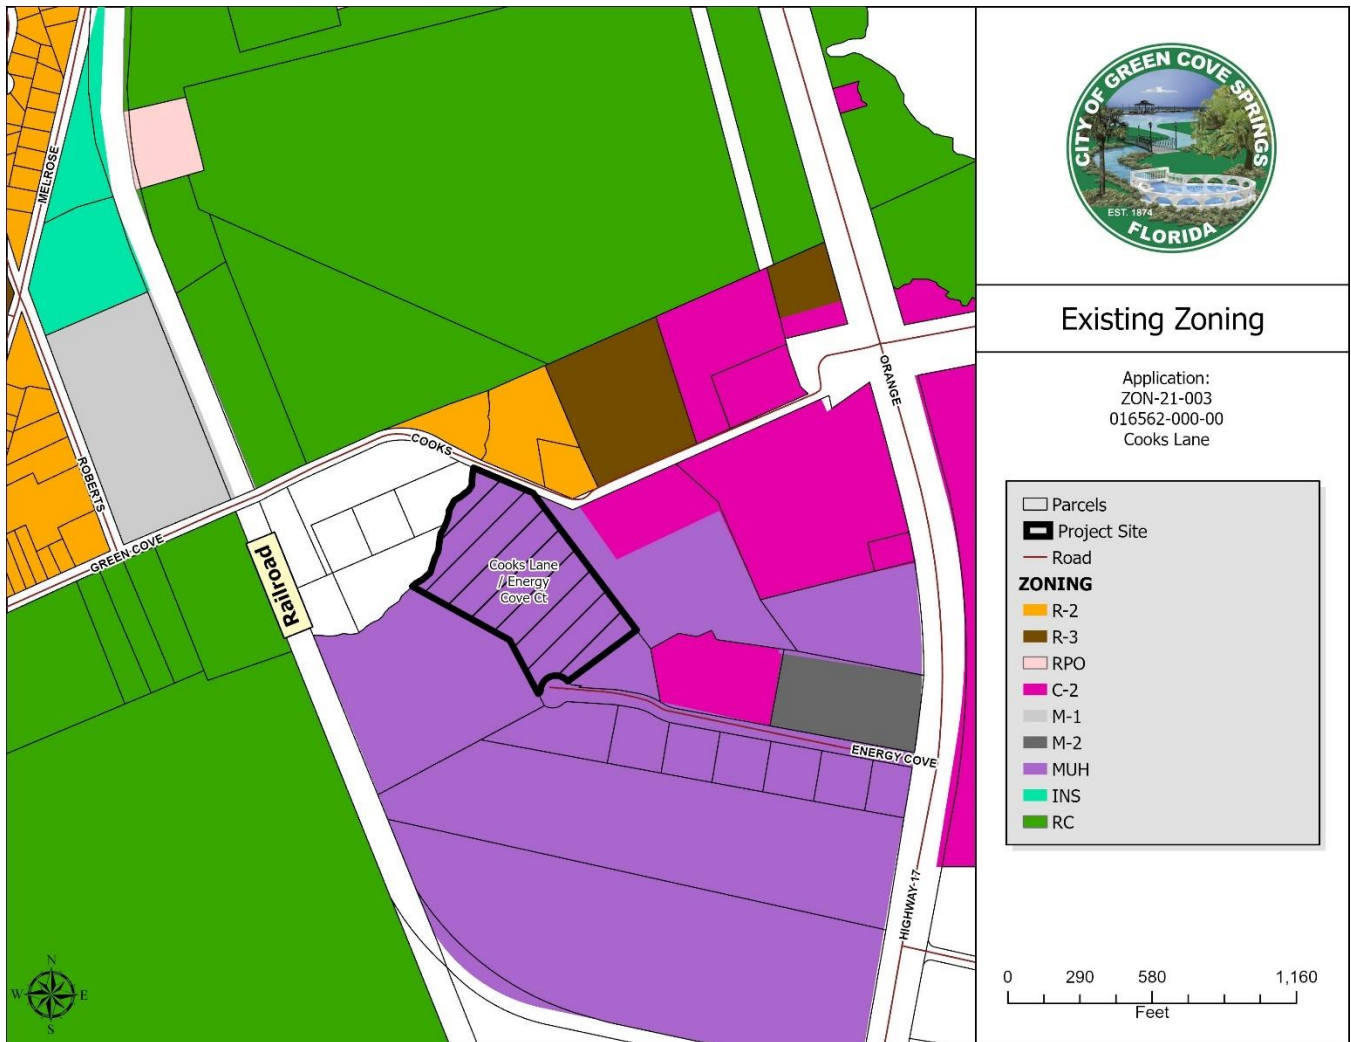 MELROSE
ROBERTS
GREEN COVE
Railroad
COOKS
Cooks Lane
/ Energy
Cove Ct
ORANGE
ENERGY COVE
HIGHWAY-17
N
W
E
S
CITY OF GREEN COVE SPRINGS
EST. 1874
FLORIDA
Existing Zoning
Application:
ZON-21-003
016562-000-00
Cooks Lane
Parcels
Project Site
Road
ZONING
R-2
R-3
RPO
C-2
M-1
M-2
MUH
INS
RC
0 290 580 1,160
Feet